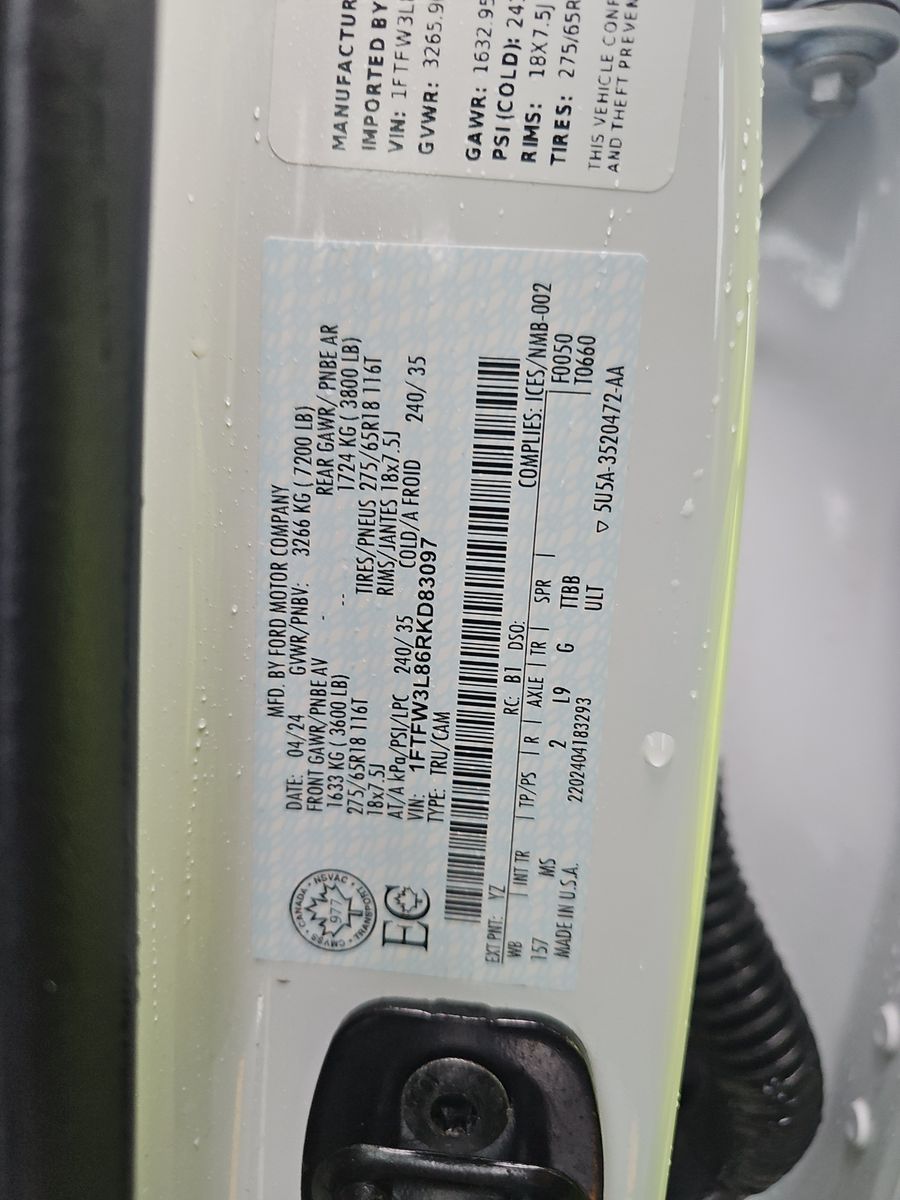 MFD. BY FORD MOTOR COMPANY
DATE: 04/24 GVWR/PNBV: 3266 KG ( 7200 LB)
FRONT GAWR/PNBE AV - REAR GAWR/ PNBE AR
1633 KG ( 3600 LB) -- 1724 KG ( 3800 LB)
275/65R18 116T TIRES/PNEUS 275/65R18 116T
18x7.5J RIMS/JANTES 18x7.5J
AT/A kPa/PSI/LPC 240/ 35 COLD/A FROID 240/ 35
VIN: 1FTFW3L86RKD83097
TYPE: TRU/CAM
CANADA • NSVAC • TRANSPORT • CMVSS •
977
T
EC
EXT PNT: YZ RC: B1 DSO: COMPLIES: ICES/NMB-002
WB | INT TR | TP/PS | R | AXLE | TR | SPR | F0050
157 MS 2 L9 G TTBB T0660
MADE IN U.S.A. 2202404183293 ULT ▽ 5U5A-3520472-AA
MANUFACTUR
IMPORTED BY
VIN: 1FTFW3L
GVWR: 3265.9
GAWR: 1632.95
PSI (COLD): 24
RIMS: 18X7.5J
TIRES: 275/65R
THIS VEHICLE CONF
AND THEFT PREVEN